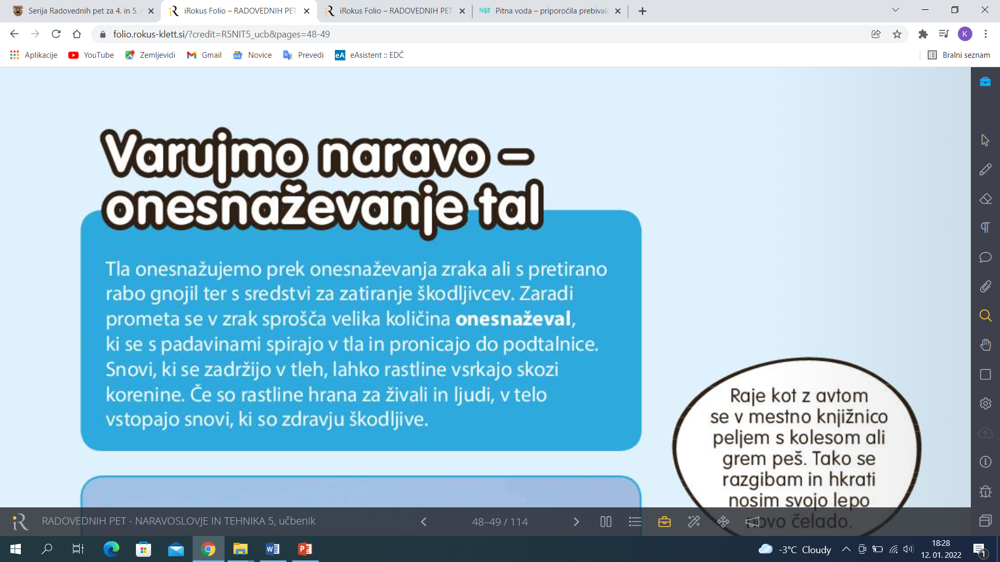 Serija Radovednih pet za 4. in 5. r
iRokus Folio – RADOVEDNIH PET
iRokus Folio – RADOVEDNIH PET
NIJZ Pitna voda – priporočila prebivalc
folio.rokus-klett.si/?credit=R5NIT5_ucb&pages=48-49
K
Aplikacije YouTube Zemljevidi Gmail Novice Prevedi eA eAsistent :: EDČ Bralni seznam
Varujmo naravo –
onesnaževanje tal
Tla onesnažujemo prek onesnaževanja zraka ali s pretirano
rabo gnojil ter s sredstvi za zatiranje škodljivcev. Zaradi
prometa se v zrak sprošča velika količina onesnaževal,
ki se s padavinami spirajo v tla in pronicajo do podtalnice.
Snovi, ki se zadržijo v tleh, lahko rastline vsrkajo skozi
korenine. Če so rastline hrana za živali in ljudi, v telo
vstopajo snovi, ki so zdravju škodljive.
Raje kot z avtom
se v mestno knjižnico
peljem s kolesom ali
grem peš. Tako se
razgibam in hkrati
nosim svojo lepo
novo čelado.
iR RADOVEDNIH PET - NARAVOSLOVJE IN TEHNIKA 5, učbenik
48–49 / 114
-3°C Cloudy
18:28
12. 01. 2022
1